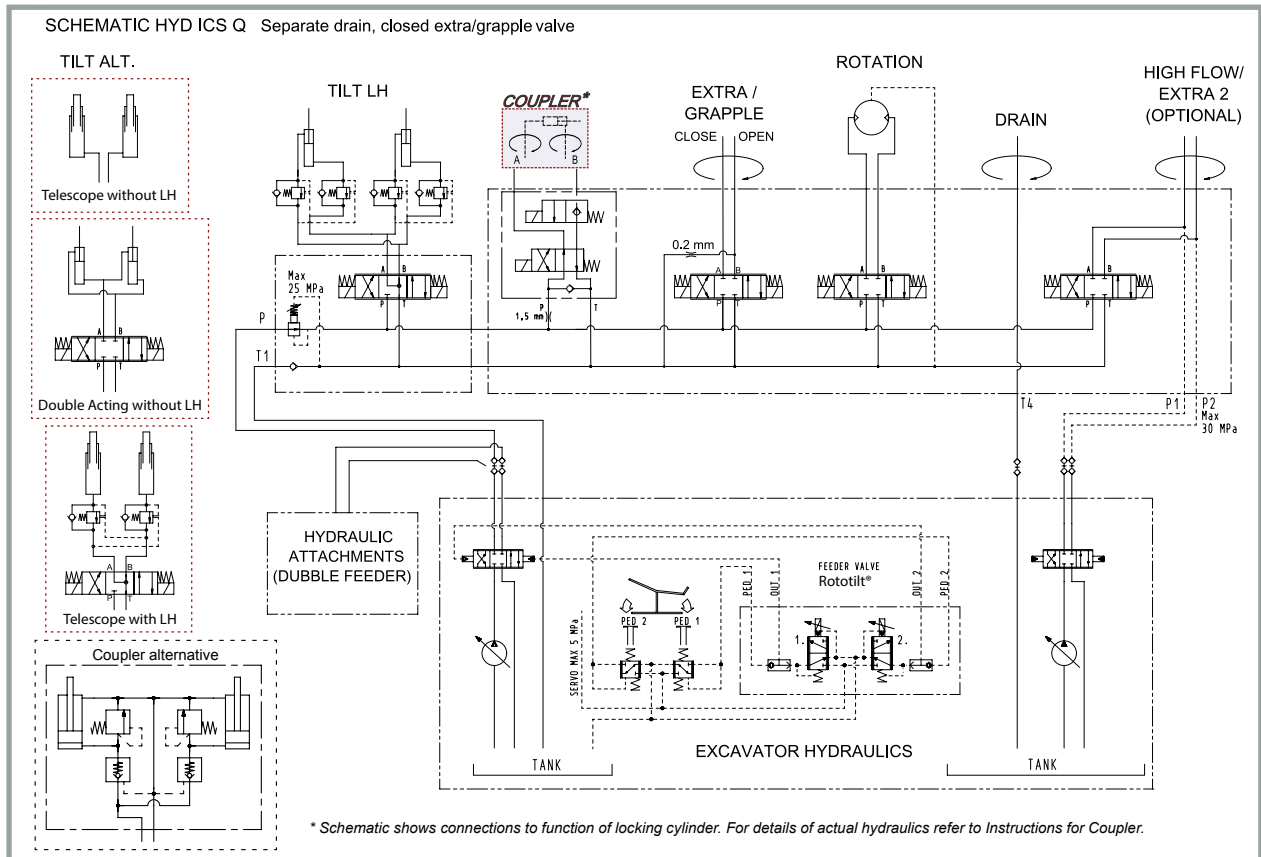 SCHEMATIC HYD ICS Q Separate drain, closed extra/grapple valve
TILT ALT.
Telescope without LH
A B
P T
Double Acting without LH
A B
P T
Telescope with LH
Coupler alternative
TILT LH
Max
25 MPa
A B
P T
P
T1
COUPLER*
A B
P T
1,5 mm
EXTRA /
GRAPPLE
CLOSE OPEN
0.2 mm
A B
P T
ROTATION
A B
P T
DRAIN
HIGH FLOW/
EXTRA 2
(OPTIONAL)
A B
P T
T4
P1 P2
Max
30 MPa
HYDRAULIC
ATTACHMENTS
(DUBBLE FEEDER)
SERVO MAX 5 MPa
PED 2 PED 1
PED 1
OUT 1
FEEDER VALVE
Rototilt®
OUT 2
PED 2
1. 2.
EXCAVATOR HYDRAULICS
TANK
TANK
* Schematic shows connections to function of locking cylinder. For details of actual hydraulics refer to Instructions for Coupler.